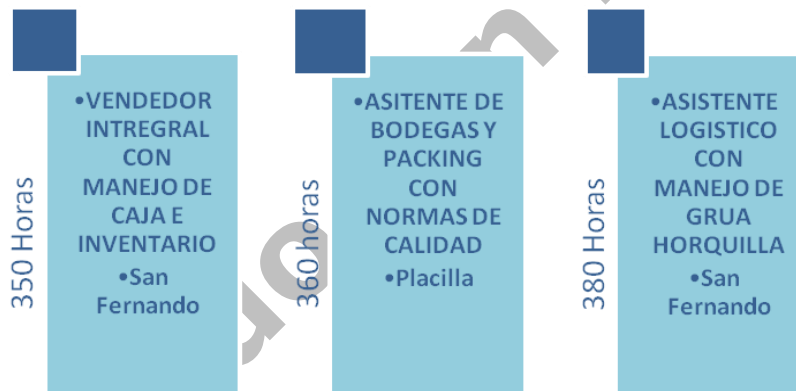 350 Horas
•VENDEDOR
INTREGRAL
CON
MANEJO DE
CAJA E
INVENTARIO
•San
Fernando
360 horas
•ASITENTE DE
BODEGAS Y
PACKING
CON
NORMAS DE
CALIDAD
•Placilla
380 Horas
•ASISTENTE
LOGISTICO
CON
MANEJO DE
GRUA
HORQUILLA
•San
Fernando